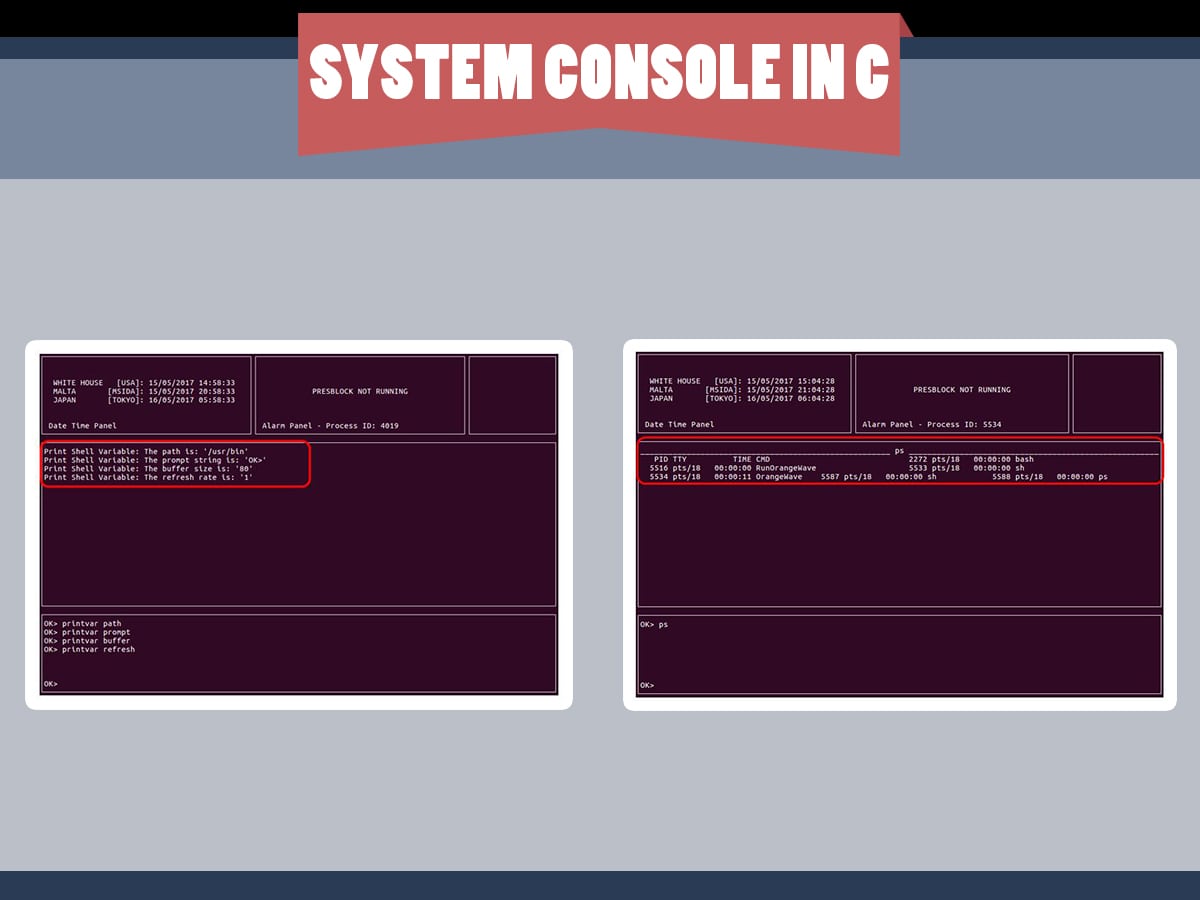 SYSTEM CONSOLE IN C
WHITE HOUSE [USA]: 15/05/2017 14:58:33
MALTA [MSIDA]: 15/05/2017 20:58:33
JAPAN [TOKYO]: 16/05/2017 05:58:33
Date Time Panel
PRESBLOCK NOT RUNNING
Alarm Panel - Process ID: 4019
Print Shell Variable: The path is: '/usr/bin'
Print Shell Variable: The prompt string is: 'OK>'
Print Shell Variable: The buffer size is: '80'
Print Shell Variable: The refresh rate is: '1'
OK> printvar path
OK> printvar prompt
OK> printvar buffer
OK> printvar refresh
OK>
WHITE HOUSE [USA]: 15/05/2017 15:04:28
MALTA [MSIDA]: 15/05/2017 21:04:28
JAPAN [TOKYO]: 16/05/2017 06:04:28
Date Time Panel
PRESBLOCK NOT RUNNING
Alarm Panel - Process ID: 5534
ps
PID TTY TIME CMD 2272 pts/18 00:00:00 bash
5516 pts/18 00:00:00 RunOrangeWave 5533 pts/18 00:00:00 sh
5534 pts/18 00:00:11 OrangeWave 5587 pts/18 00:00:00 sh 5588 pts/18 00:00:00 ps
OK> ps
OK>